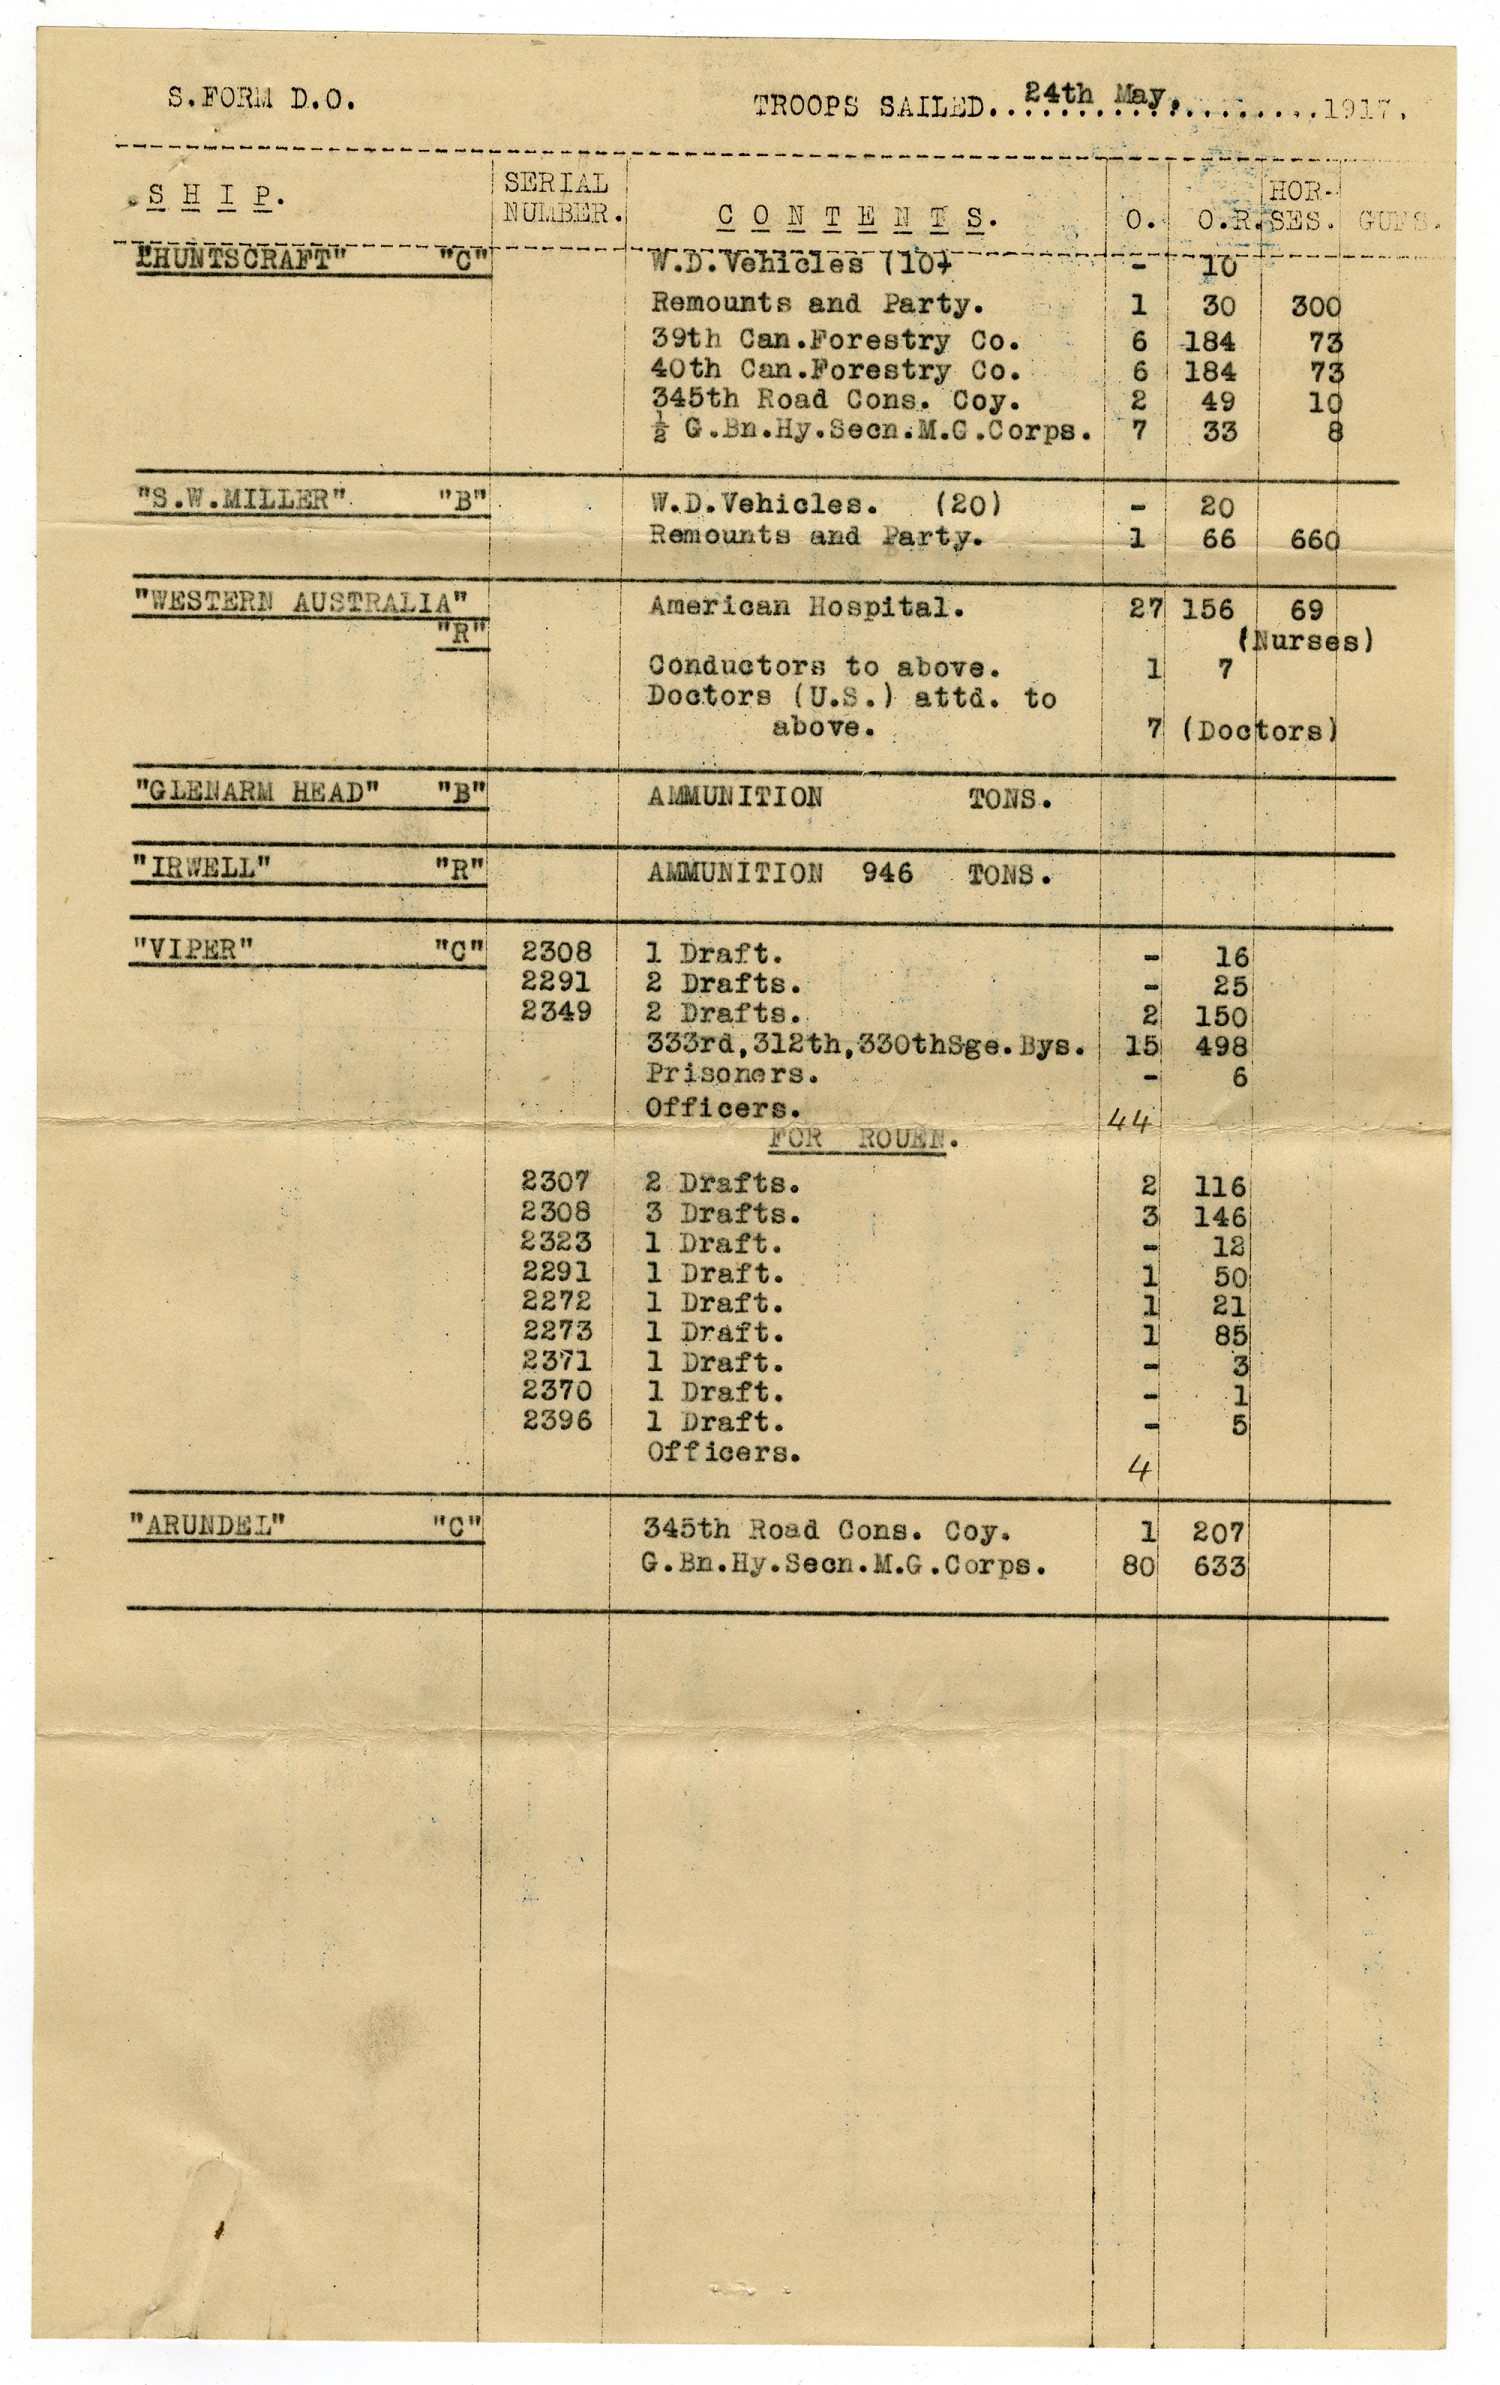 S.FORM D.O.
TROOPS SAILED...24th May,...1917.
SHIP. SERIAL NUMBER. CONTENTS. O. O.R. HOR-SES. GUNS.
"HUNTSCRAFT" "C" W.D.Vehicles (10) - 10
Remounts and Party. 1 30 300
39th Can.Forestry Co. 6 184 73
40th Can.Forestry Co. 6 184 73
345th Road Cons. Coy. 2 49 10
½ G.Bn.Hy.Secn.M.G.Corps. 7 33 8
"S.W.MILLER" "B" W.D.Vehicles. (20) - 20
Remounts and Party. 1 66 660
"WESTERN AUSTRALIA" American Hospital. 27 156 69
"R" (Nurses)
Conductors to above. 1 7
Doctors (U.S.) attd. to
above. 7 (Doctors)
"GLENARM HEAD" "B" AMMUNITION TONS.
"IRWELL" "R" AMMUNITION 946 TONS.
"VIPER" "C" 2308 1 Draft. - 16
2291 2 Drafts. - 25
2349 2 Drafts. 2 150
333rd,312th,330thSge.Bys. 15 498
Prisoners. - 6
Officers. 44
FOR ROUEN.
2307 2 Drafts. 2 116
2308 3 Drafts. 3 146
2323 1 Draft. - 12
2291 1 Draft. 1 50
2272 1 Draft. 1 21
2273 1 Draft. 1 85
2371 1 Draft. - 3
2370 1 Draft. - 1
2396 1 Draft. - 5
Officers. 4
"ARUNDEL" "C" 345th Road Cons. Coy. 1 207
G.Bn.Hy.Secn.M.G.Corps. 80 633